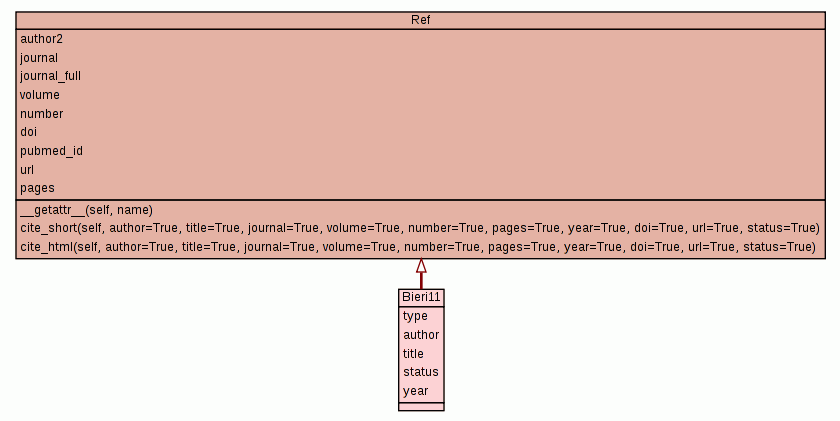 Ref
author2
journal
journal_full
volume
number
doi
pubmed_id
url
pages
__getattr__(self, name)
cite_short(self, author=True, title=True, journal=True, volume=True, number=True, pages=True, year=True, doi=True, url=True, status=True)
cite_html(self, author=True, title=True, journal=True, volume=True, number=True, pages=True, year=True, doi=True, url=True, status=True)
Bieri11
type
author
title
status
year